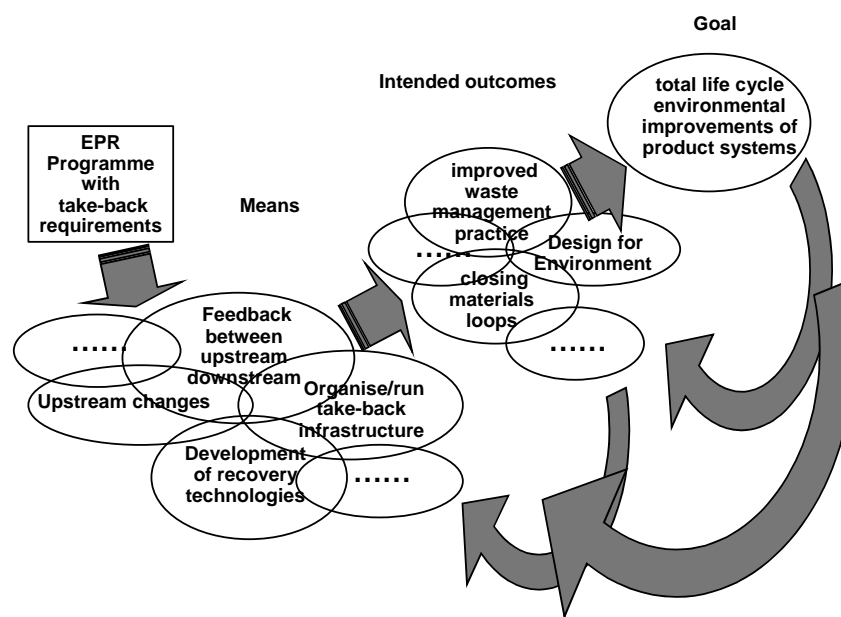 Goal
Intended outcomes
total life cycle
environmental
improvements of
product systems
EPR
Programme
with
take-back
requirements
Means
improved
waste
management
practice
......
Design for
Environment
closing
materials
loops
......
Feedback
between
upstream
downstream
......
Upstream changes
Organise/run
take-back
infrastructure
Development
of recovery
technologies
......